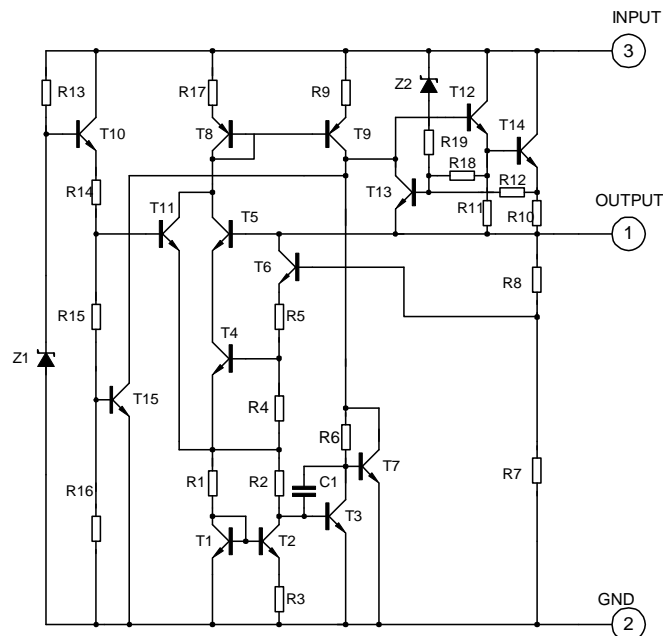 INPUT
3
R13
R17
R9
Z2
T12
T10
T8
T9
T14
R19
R18
R14
T13
R12
OUTPUT
T11
T5
R11
R10
1
T6
R8
R15
R5
T4
Z1
T15
R4
R6
T7
R7
R16
R1
R2
C1
T3
T1
T2
R3
GND
2